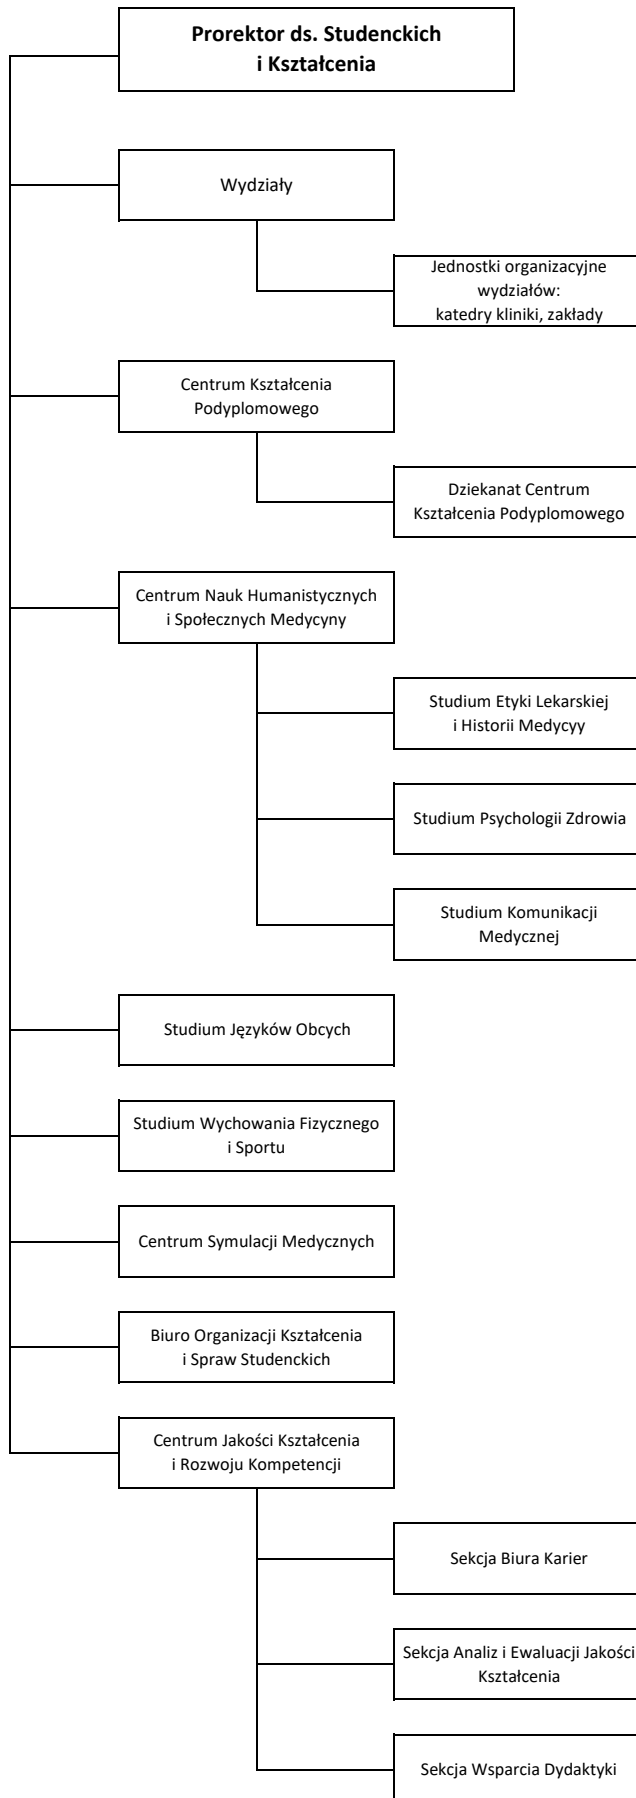 Prorektor ds. Studenckich
i Kształcenia
Wydziały
Jednostki organizacyjne
wydziałów:
katedry kliniki, zakłady
Centrum Kształcenia
Podyplomowego
Dziekanat Centrum
Kształcenia Podyplomowego
Centrum Nauk Humanistycznych
i Społecznych Medycyny
Studium Etyki Lekarskiej
i Historii Medycyy
Studium Psychologii Zdrowia
Studium Komunikacji
Medycznej
Studium Języków Obcych
Studium Wychowania Fizycznego
i Sportu
Centrum Symulacji Medycznych
Biuro Organizacji Kształcenia
i Spraw Studenckich
Centrum Jakości Kształcenia
i Rozwoju Kompetencji
Sekcja Biura Karier
Sekcja Analiz i Ewaluacji Jakości
Kształcenia
Sekcja Wsparcia Dydaktyki